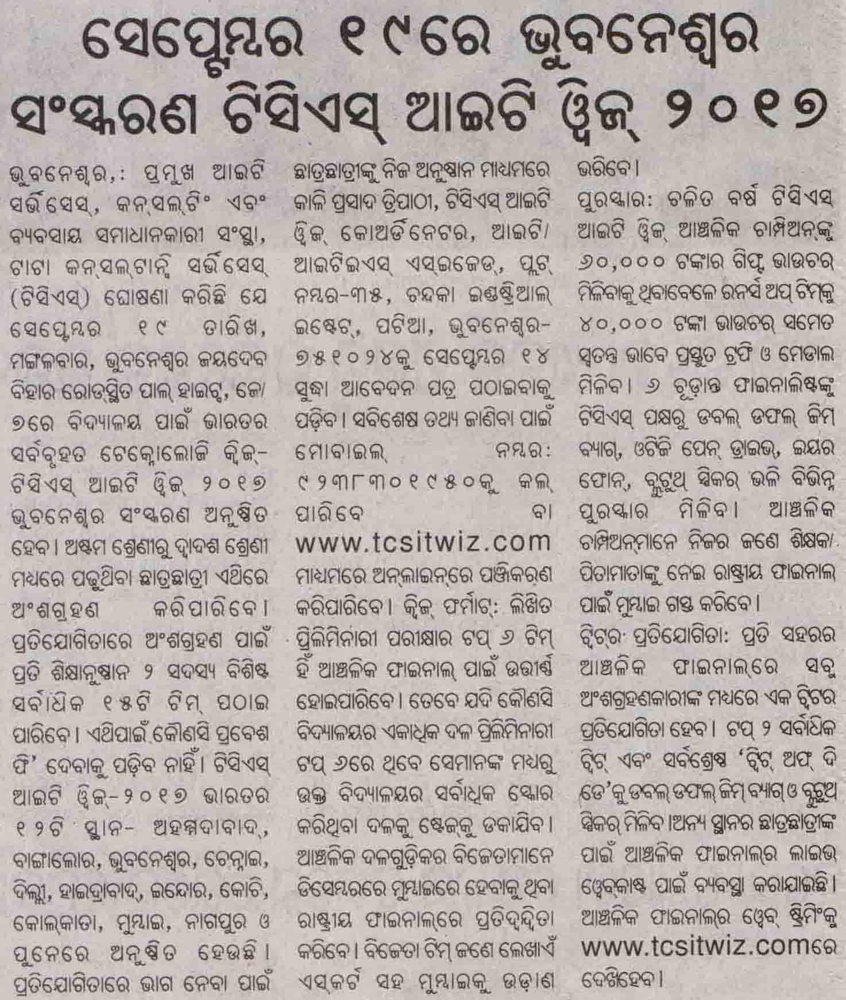 ସେପ୍ଟେମ୍ବର ୧୯ରେ ଭୁବନେଶ୍ୱର
ସଂସ୍କରଣ ଟିସିଏସ୍ ଆଇଟି ୱିଜ୍ ୨୦୧୭
ଭୁବନେଶ୍ୱର,: ପ୍ରମୁଖ ଆଇଟି
ସର୍ଭିସେସ୍, କନ୍‌ସଲ୍‌ଟିଂ ଏବଂ
ବ୍ୟବସାୟ ସମାଧାନକାରୀ ସଂସ୍ଥା,
ଟାଟା କନ୍‌ସଲ୍‌ଟାନ୍ସି ସର୍ଭିସେସ୍
(ଟିସିଏସ୍) ଘୋଷଣା କରିଛି ଯେ
ସେପ୍ଟେମ୍ବର ୧୯ ତାରିଖ,
ମଙ୍ଗଳବାର, ଭୁବନେଶ୍ୱର ଜୟଦେବ
ବିହାର ରୋଡ୍‌ସ୍ଥିତ ପାଲ୍ ହାଇଟ୍ସ, ଜେ/
୭ରେ ବିଦ୍ୟାଳୟ ପାଇଁ ଭାରତର
ସର୍ବବୃହତ ଟେକ୍ନୋଲୋଜି କ୍ୱିଜ୍-
ଟିସିଏସ୍ ଆଇଟି ୱିଜ୍ ୨୦୧୭
ଭୁବନେଶ୍ୱର ସଂସ୍କରଣ ଅନୁଷ୍ଠିତ
ହେବ। ଅଷ୍ଟମ ଶ୍ରେଣୀରୁ ଦ୍ୱାଦଶ ଶ୍ରେଣୀ
ମଧ୍ୟରେ ପଢୁଥିବା ଛାତ୍ରଛାତ୍ରୀ ଏଥିରେ
ଅଂଶଗ୍ରହଣ କରିପାରିବେ।
ପ୍ରତିଯୋଗିତାରେ ଅଂଶଗ୍ରହଣ ପାଇଁ
ପ୍ରତି ଶିକ୍ଷାନୁଷ୍ଠାନ ୨ ସଦସ୍ୟ ବିଶିଷ୍ଟ
ସର୍ବାଧିକ ୧୫ଟି ଟିମ୍ ପଠାଇ
ପାରିବେ। ଏଥିପାଇଁ କୌଣସି ପ୍ରବେଶ
ଫି’ ଦେବାକୁ ପଡ଼ିବ ନାହିଁ। ଟିସିଏସ୍
ଆଇଟି ୱିଜ୍-୨୦୧୭ ଭାରତର
୧୨ଟି ସ୍ଥାନ- ଅହମ୍ମଦାବାଦ୍,
ବାଙ୍ଗାଲୋର, ଭୁବନେଶ୍ୱର, ଚେନ୍ନାଇ,
ଦିଲ୍ଲୀ, ହାଇଦ୍ରାବାଦ୍, ଇନ୍ଦୋର, କୋଚି,
କୋଲ୍‌କାତା, ମୁମ୍ବାଇ, ନାଗପୁର ଓ
ପୁନେରେ ଅନୁଷ୍ଠିତ ହେଉଛି।
ପ୍ରତିଯୋଗିତାରେ ଭାଗ ନେବା ପାଇଁ
ଛାତ୍ରଛାତ୍ରୀଙ୍କୁ ନିଜ ଅନୁଷ୍ଠାନ ମାଧ୍ୟମରେ
କାଳି ପ୍ରସାଦ ତ୍ରିପାଠୀ, ଟିସିଏସ୍ ଆଇଟି
ୱିଜ୍ କୋଅର୍ଡିନେଟର, ଆଇଟି/
ଆଇଟିଇଏସ୍ ଏସ୍‌ଇଜେଡ୍, ପ୍ଲଟ୍
ନମ୍ବର-୩୫, ଚନ୍ଦକା ଇଣ୍ଡଷ୍ଟ୍ରିଆଲ୍
ଇଷ୍ଟେଟ୍, ପଟିଆ, ଭୁବନେଶ୍ୱର-
୭୫୧୦୨୪କୁ ସେପ୍ଟେମ୍ବର ୧୪
ସୁଦ୍ଧା ଆବେଦନ ପତ୍ର ପଠାଇବାକୁ
ପଡ଼ିବ। ସବିଶେଷ ତଥ୍ୟ ଜାଣିବା ପାଇଁ
ମୋବାଇଲ୍ ନମ୍ବର:
୯୨୩୮୩୦୧୯୫୦କୁ କଲ୍
ପାରିବେ ବା
www.tcsitwiz.com
ମାଧ୍ୟମରେ ଅନ୍‌ଲାଇନ୍‌ରେ ପଞ୍ଜିକରଣ
କରିପାରିବେ। କ୍ୱିଜ୍ ଫର୍ମାଟ୍: ଲିଖିତ
ପ୍ରିଲିମିନାରୀ ପରୀକ୍ଷାର ଟପ୍ ୬ ଟିମ୍
ହିଁ ଆଞ୍ଚଳିକ ଫାଇନାଲ୍ ପାଇଁ ଉତ୍ତୀର୍ଣ୍ଣ
ହୋଇପାରିବେ। ତେବେ ଯଦି କୌଣସି
ବିଦ୍ୟାଳୟର ଏକାଧିକ ଦଳ ପ୍ରିଲିମିନାରୀ
ଟପ୍ ୬ରେ ଥିବେ ସେମାନଙ୍କ ମଧ୍ୟରୁ
ଉକ୍ତ ବିଦ୍ୟାଳୟର ସର୍ବାଧିକ ସ୍କୋର
କରିଥିବା ଦଳକୁ ଷ୍ଟେଜ୍‌କୁ ଡକାଯିବ।
ଆଞ୍ଚଳିକ ଦଳଗୁଡ଼ିକର ବିଜେତାମାନେ
ଡିସେମ୍ବରରେ ମୁମ୍ବାଇରେ ହେବାକୁ ଥିବା
ରାଷ୍ଟ୍ରୀୟ ଫାଇନାଲ୍‌ରେ ପ୍ରତିଦ୍ୱନ୍ଦ୍ୱିତା
କରିବେ। ବିଜେତା ଟିମ୍ ଜଣେ ଲେଖାଏଁ
ଏସ୍‌କର୍ଟ ସହ ମୁମ୍ବାଇକୁ ଉଡ଼ାଣ
ଭରିବେ।
ପୁରସ୍କାର: ଚଳିତ ବର୍ଷ ଟିସିଏସ୍
ଆଇଟି ୱିଜ୍ ଆଞ୍ଚଳିକ ଚାମ୍ପିଅନ୍‌ଙ୍କୁ
୬୦,୦୦୦ ଟଙ୍କାର ଗିଫ୍ଟ ଭାଉଚର୍
ମିଳିବାକୁ ଥିବାବେଳେ ରନର୍ସ ଅପ୍ ଟିମ୍‌କୁ
୪୦,୦୦୦ ଟଙ୍କା ଭାଉଚର୍ ସମେତ
ସ୍ୱତନ୍ତ୍ର ଭାବେ ପ୍ରସ୍ତୁତ ଟ୍ରଫି ଓ ମେଡାଲ
ମିଳିବ। ୬ ଚୂଡ଼ାନ୍ତ ଫାଇନାଲିଷ୍ଟଙ୍କୁ
ଟିସିଏସ୍ ପକ୍ଷରୁ ଡବଲ୍ ଡଫଲ୍ ଜିମ୍
ବ୍ୟାଗ୍, ଓଟିଜି ପେନ୍ ଡ୍ରାଇଭ୍, ଇୟର
ଫୋନ୍, ବ୍ଲୁଟୁଥ୍ ସ୍ପିକର୍ ଭଳି ବିଭିନ୍ନ
ପୁରସ୍କାର ମିଳିବ। ଆଞ୍ଚଳିକ
ଚାମ୍ପିଅନ୍‌ମାନେ ନିଜର ଜଣେ ଶିକ୍ଷକ/
ପିତାମାତାଙ୍କୁ ନେଇ ରାଷ୍ଟ୍ରୀୟ ଫାଇନାଲ୍
ପାଇଁ ମୁମ୍ବାଇ ଗସ୍ତ କରିବେ।
ଟ୍ୱିଟ୍‌ର ପ୍ରତିଯୋଗିତା: ପ୍ରତି ସହରର
ଆଞ୍ଚଳିକ ଫାଇନାଲ୍‌ରେ ସବୁ
ଅଂଶଗ୍ରହଣକାରୀଙ୍କ ମଧ୍ୟରେ ଏକ ଟ୍ୱିଟର
ପ୍ରତିଯୋଗିତା ହେବ। ଟପ୍ ୨ ସର୍ବାଧିକ
ଟ୍ୱିଟ୍ ଏବଂ ସର୍ବଶ୍ରେଷ୍ଠ ‘ଟ୍ୱିଟ୍ ଅଫ୍ ଦି
ଡେ’କୁ ଡବଲ୍ ଡଫଲ୍ ଜିମ୍ ବ୍ୟାଗ୍ ଓ ବ୍ଲୁଟୁଥ
ସ୍ପିକର୍ ମିଳିବ।ଅନ୍ୟ ସ୍ଥାନର ଛାତ୍ରଛାତ୍ରୀଙ୍କ
ପାଇଁ ଆଞ୍ଚଳିକ ଫାଇନାଲ୍‌ର ଲାଇଭ୍
ୱେବ୍‌କାଷ୍ଟ ପାଇଁ ବ୍ୟବସ୍ଥା କରାଯାଇଛି।
ଆଞ୍ଚଳିକ ଫାଇନାଲ୍‌ର ୱେବ୍ ଷ୍ଟ୍ରିମିଂକୁ
www.tcsitwiz.comରେ
ଦେଖିହେବ।